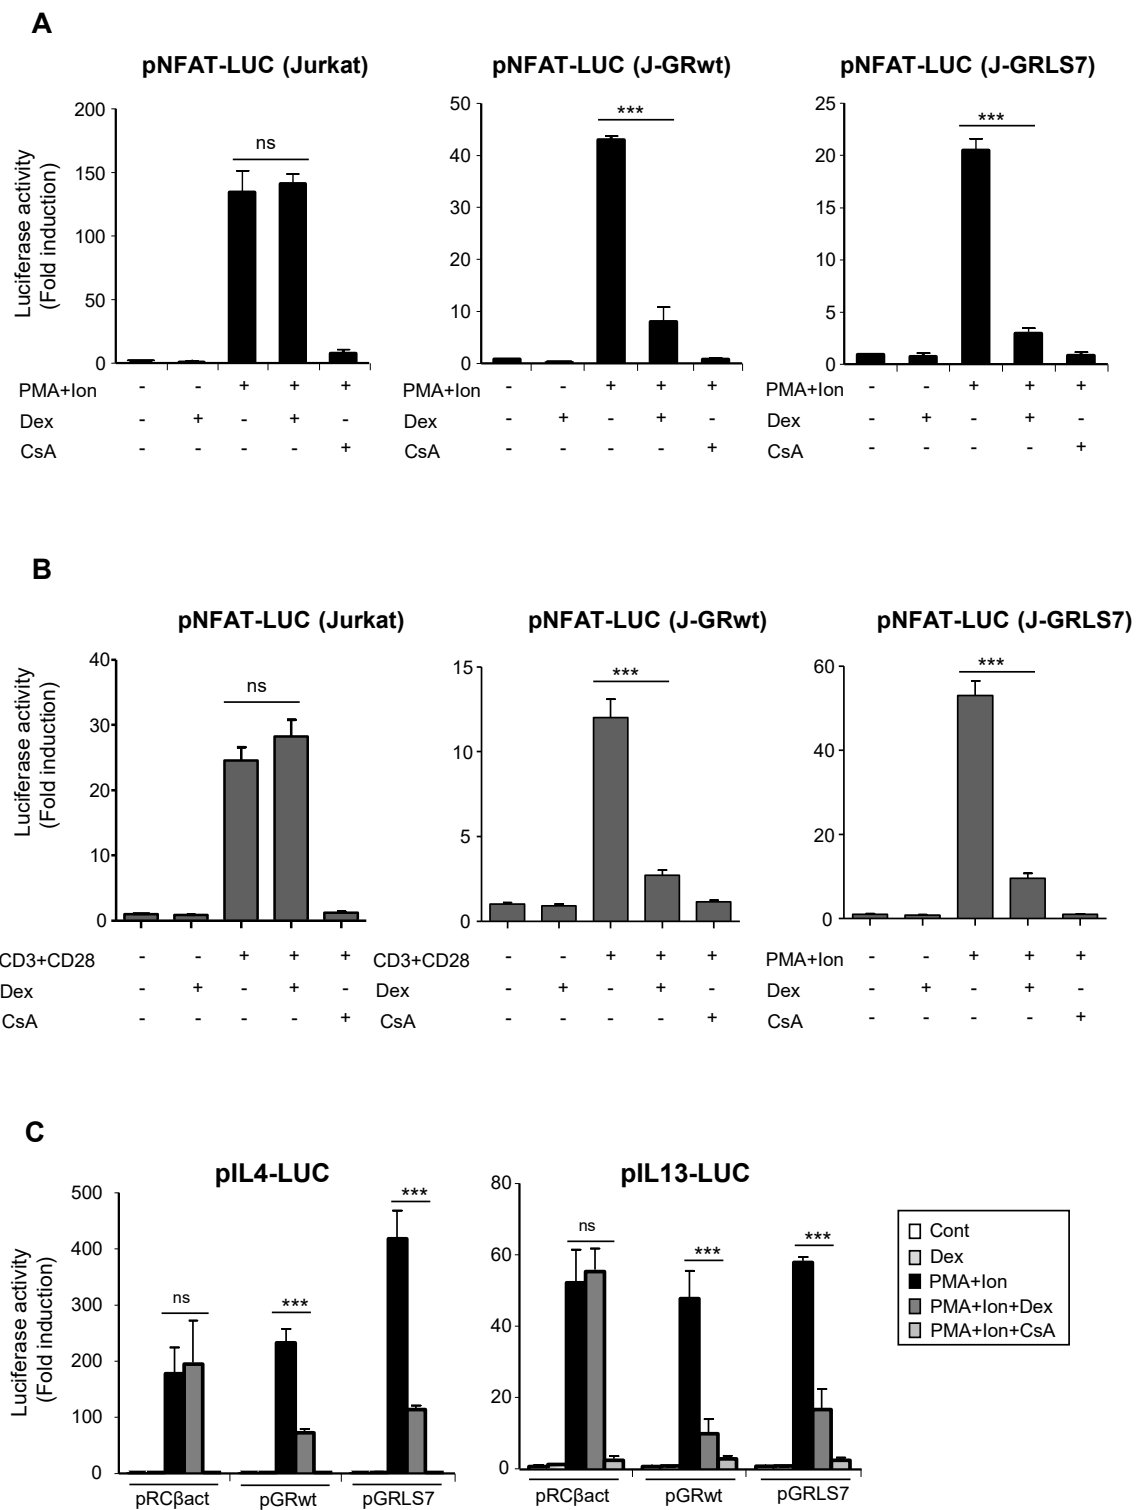 A
pNFAT-LUC (Jurkat)
pNFAT-LUC (J-GRwt)
pNFAT-LUC (J-GRLS7)
Luciferase activity
(Fold induction)
200
150
100
50
0
ns
50
40
30
20
10
0
***
25
20
15
10
5
0
***
PMA+Ion - - + + +
Dex - + - + -
CsA - - - - +
PMA+Ion - - + + +
Dex - + - + -
CsA - - - - +
PMA+Ion - - + + +
Dex - + - + -
CsA - - - - +
B
pNFAT-LUC (Jurkat)
pNFAT-LUC (J-GRwt)
pNFAT-LUC (J-GRLS7)
Luciferase activity
(Fold induction)
40
30
20
10
0
ns
15
10
5
0
***
60
40
20
0
***
CD3+CD28 - - + + +
Dex - + - + -
CsA - - - - +
CD3+CD28 - - + + +
Dex - + - + -
CsA - - - - +
PMA+Ion - - + + +
Dex - + - + -
CsA - - - - +
C
pIL4-LUC
pIL13-LUC
Luciferase activity
(Fold induction)
500
400
300
200
100
0
ns
***
***
pRCβact
pGRwt
pGRLS7
80
60
40
20
0
ns
***
***
pRCβact
pGRwt
pGRLS7
Cont
Dex
PMA+Ion
PMA+Ion+Dex
PMA+Ion+CsA